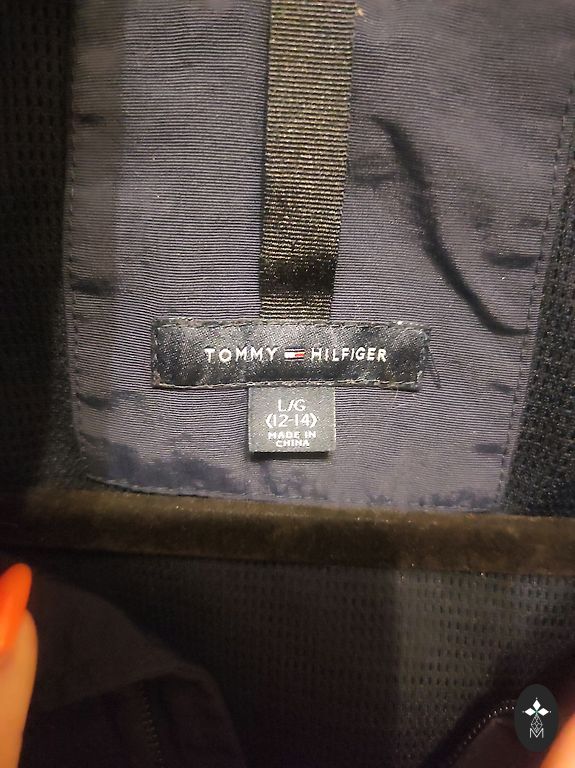 TOMMY HILFIGER
L/G
(12-14)
MADE IN
CHINA
M